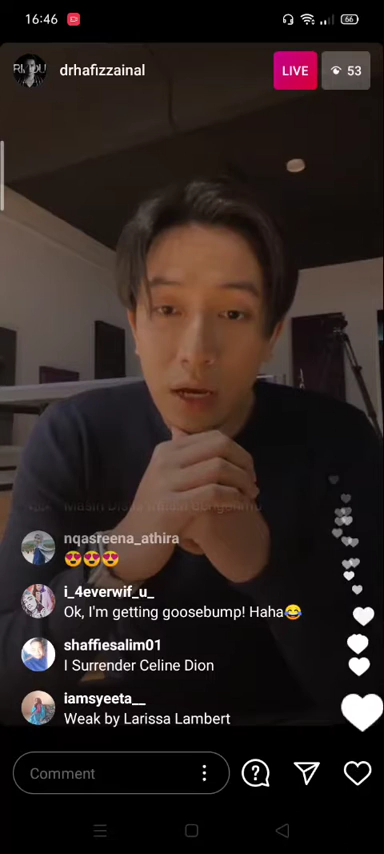 16:46
66
drhafizzainal
LIVE
53
nqasreena_athira
😍😍😍
i_4everwif_u_
Ok, I'm getting goosebump! Haha😂
shaffiesalim01
I Surrender Celine Dion
iamsyeeta__
Weak by Larissa Lambert
Comment